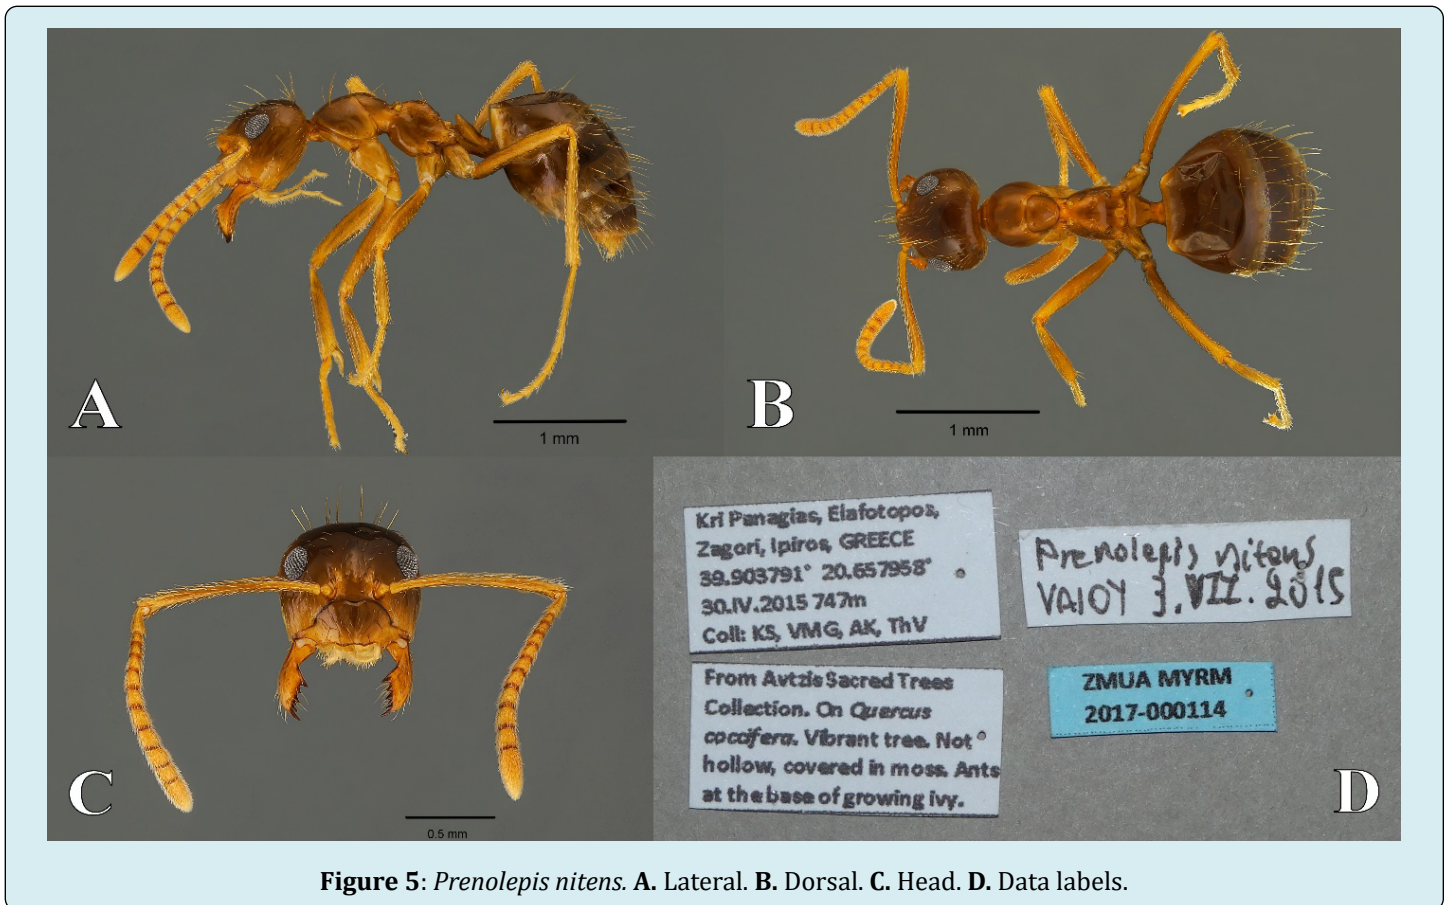 A
1 mm
B
1 mm
C
0.5 mm
Kri Panagias, Elafotopos,
Zagori, Ipiros, GREECE
39.903791° 20.657958°
30.IV.2015 747m
Coll: KS, VMG, AK, ThV
Prenolepis nitens
3.VII.2015
From Avtzis Sacred Trees
Collection. On Quercus
coccifera. Vibrant tree. Not
hollow, covered in moss. Ants
at the base of growing ivy.
ZMUA MYRM
2017-000114
D
Figure 5: Prenolepis nitens. A. Lateral. B. Dorsal. C. Head. D. Data labels.